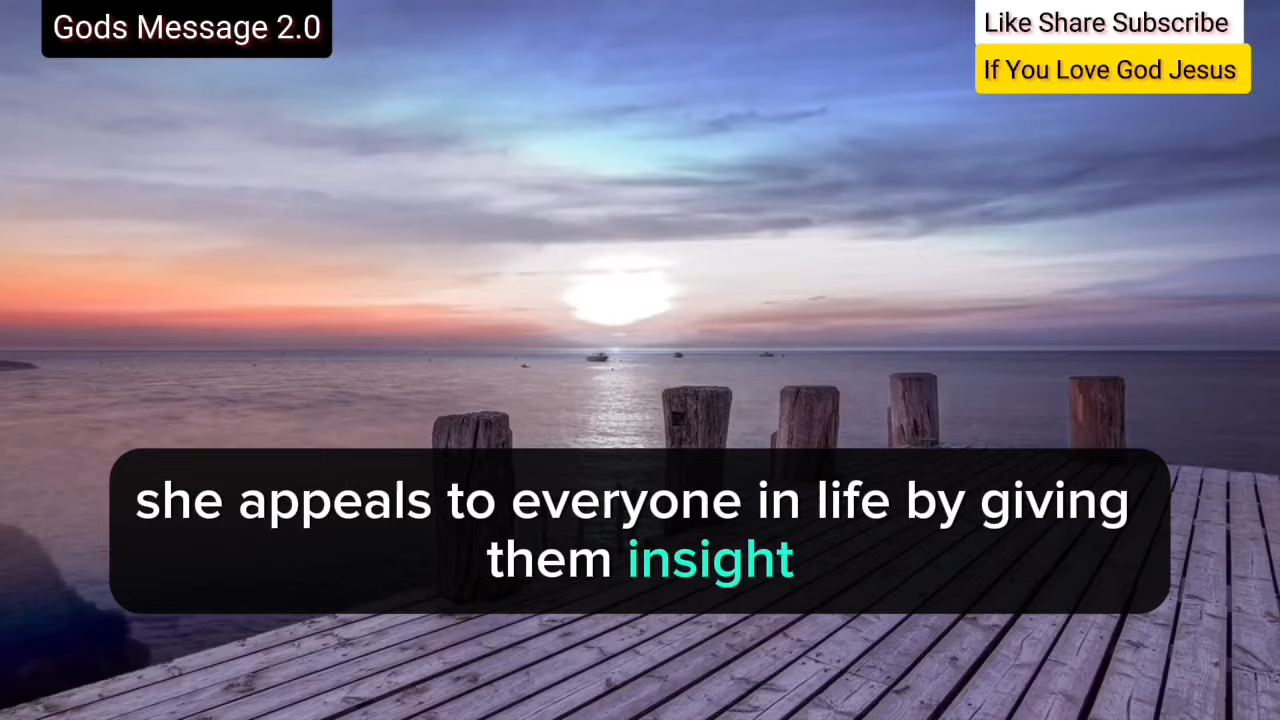 Gods Message 2.0
Like Share Subscribe
If You Love God Jesus
she appeals to everyone in life by giving
them insight